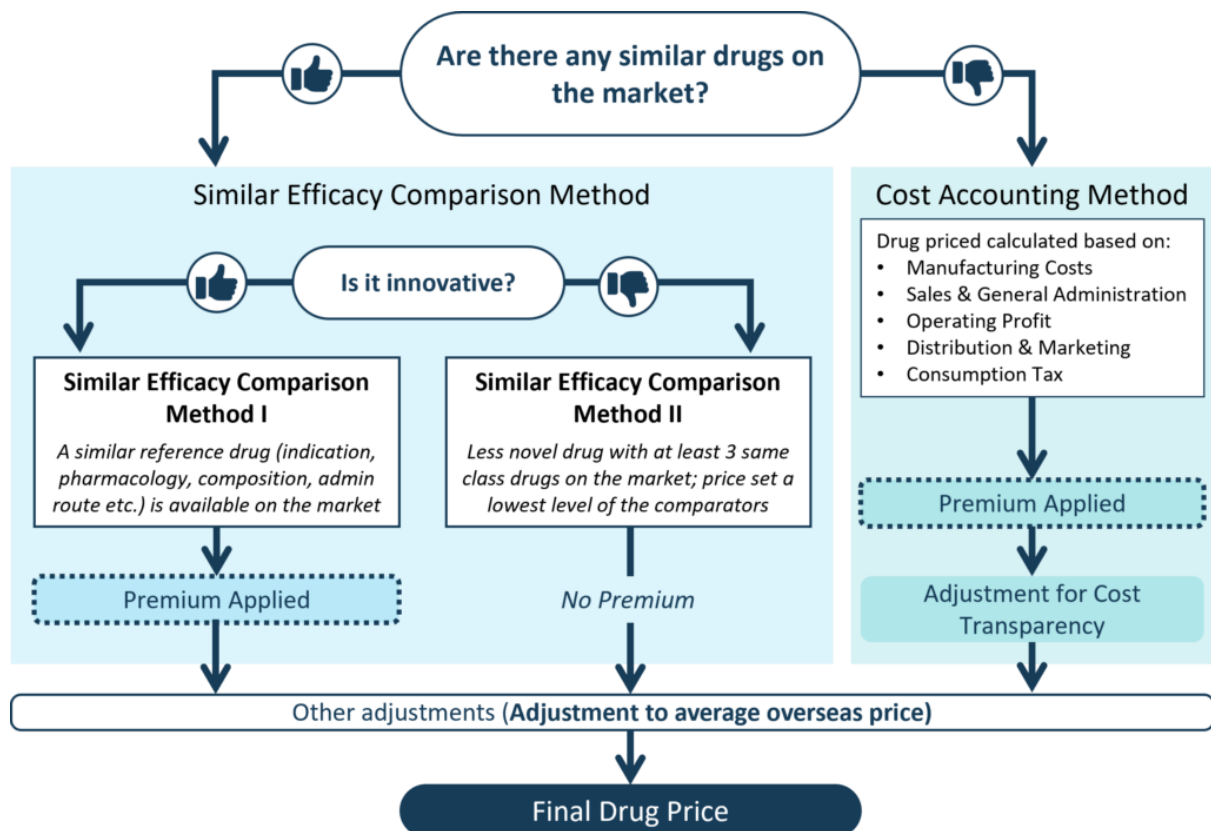 Are there any similar drugs on
the market?
Similar Efficacy Comparison Method
Is it innovative?
Similar Efficacy Comparison
Method I
A similar reference drug (indication,
pharmacology, composition, admin
route etc.) is available on the market
Premium Applied
Similar Efficacy Comparison
Method II
Less novel drug with at least 3 same
class drugs on the market; price set a
lowest level of the comparators
No Premium
Cost Accounting Method
Drug priced calculated based on:
• Manufacturing Costs
• Sales & General Administration
• Operating Profit
• Distribution & Marketing
• Consumption Tax
Premium Applied
Adjustment for Cost
Transparency
Other adjustments (Adjustment to average overseas price)
Final Drug Price